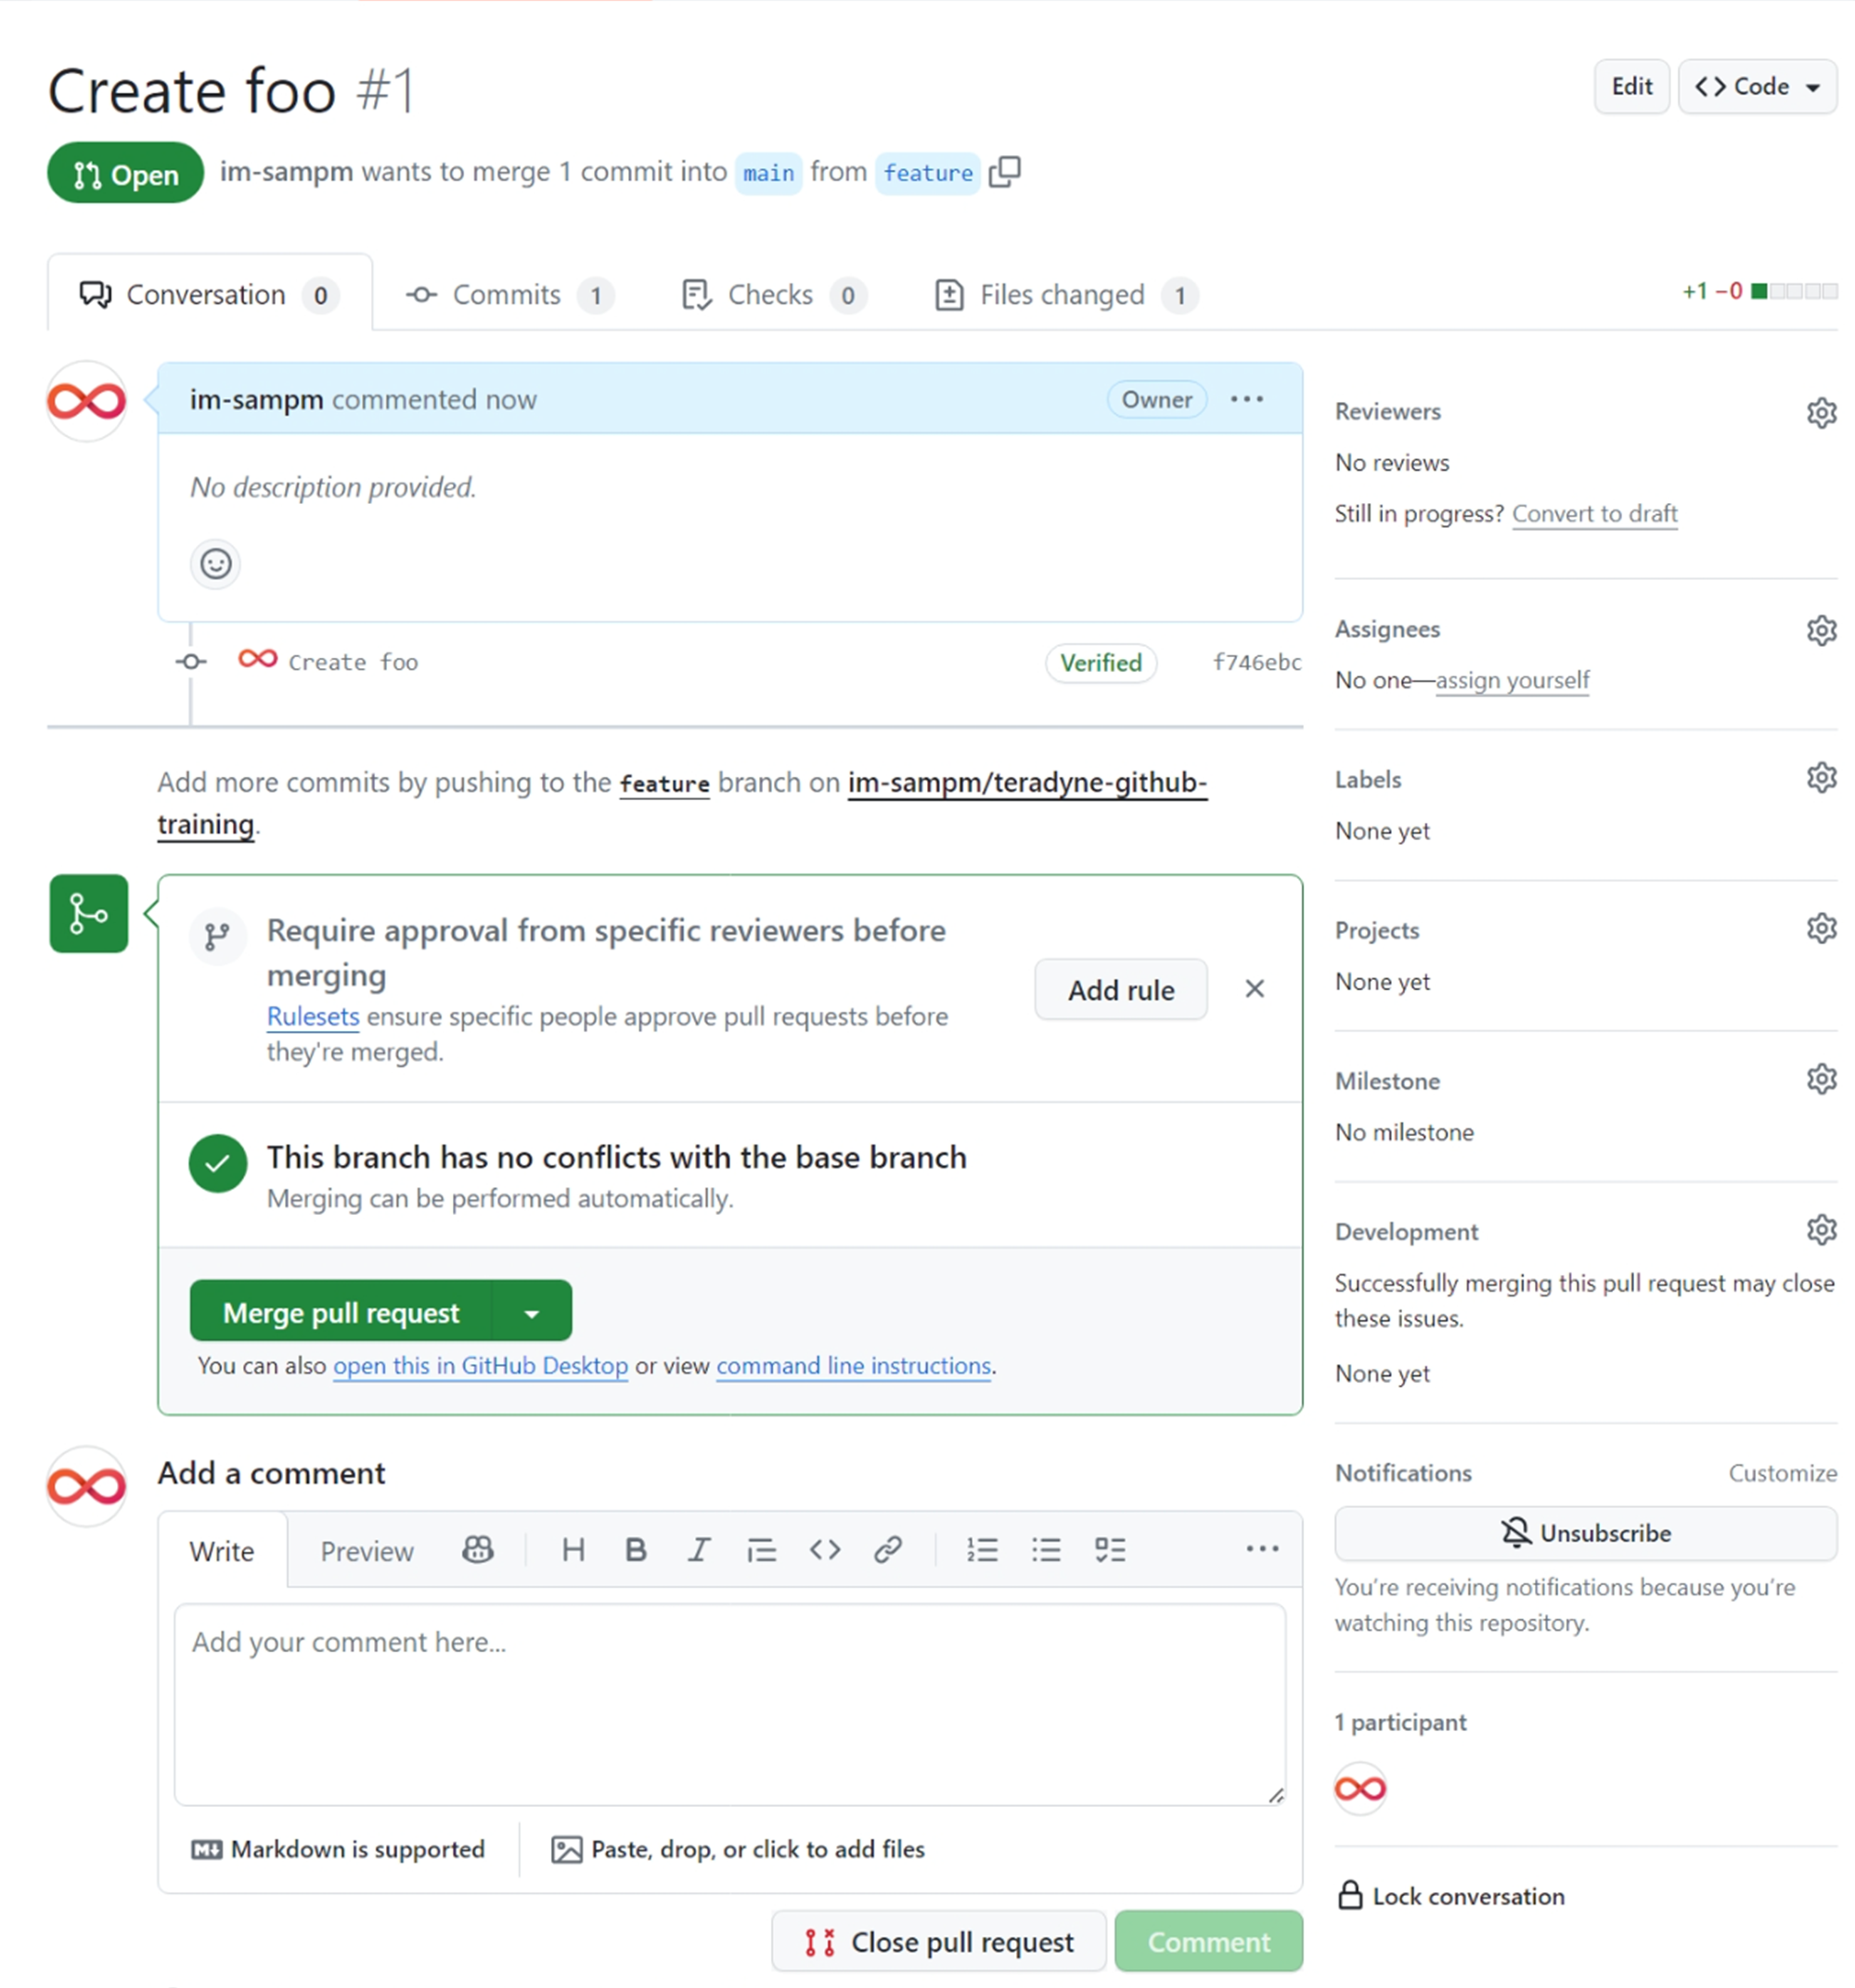 Create foo #1
Edit
Code
Open
im-sampm wants to merge 1 commit into main from feature
Conversation 0
Commits 1
Checks 0
Files changed 1
+1 −0
im-sampm commented now
Owner
No description provided.
Create foo
Verified
f746ebc
Add more commits by pushing to the feature branch on im-sampm/teradyne-github-
training.
Require approval from specific reviewers before
merging
Rulesets ensure specific people approve pull requests before
they're merged.
Add rule
This branch has no conflicts with the base branch
Merging can be performed automatically.
Merge pull request
You can also open this in GitHub Desktop or view command line instructions.
Add a comment
Write
Preview
Add your comment here...
Markdown is supported
Paste, drop, or click to add files
Close pull request
Comment
Reviewers
No reviews
Still in progress? Convert to draft
Assignees
No one—assign yourself
Labels
None yet
Projects
None yet
Milestone
No milestone
Development
Successfully merging this pull request may close
these issues.
None yet
Notifications
Customize
Unsubscribe
You’re receiving notifications because you’re
watching this repository.
1 participant
Lock conversation